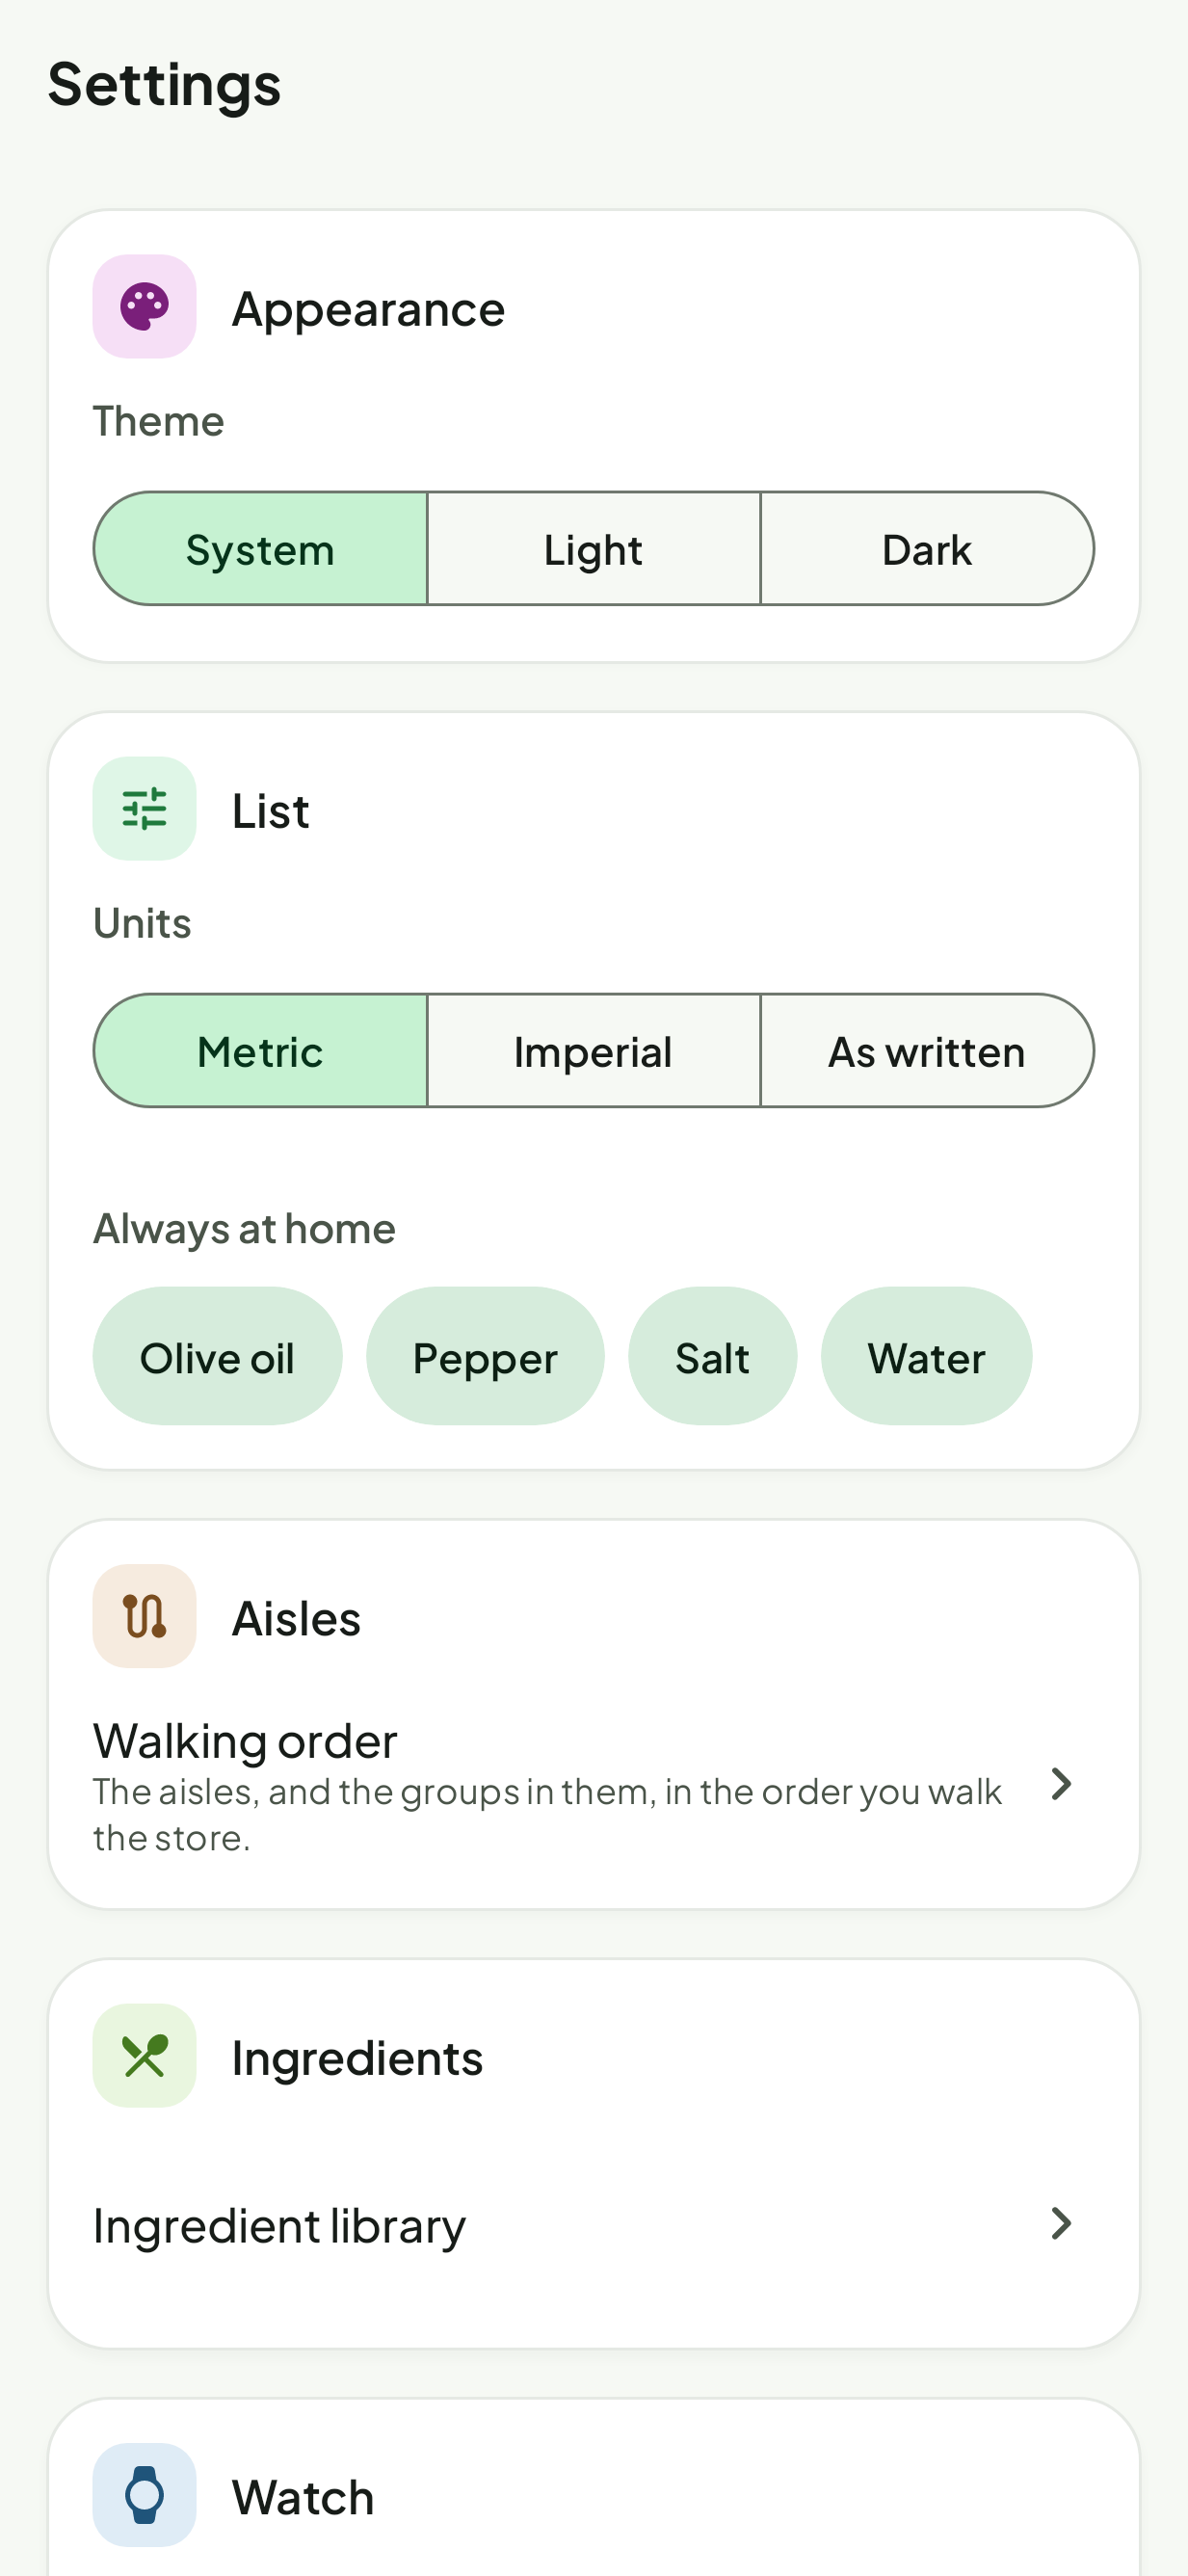 Settings
Appearance
Theme
System Light Dark
List
Units
Metric Imperial As written
Always at home
Olive oil Pepper Salt Water
Aisles
Walking order
The aisles, and the groups in them, in the order you walk
the store.
Ingredients
Ingredient library
Watch